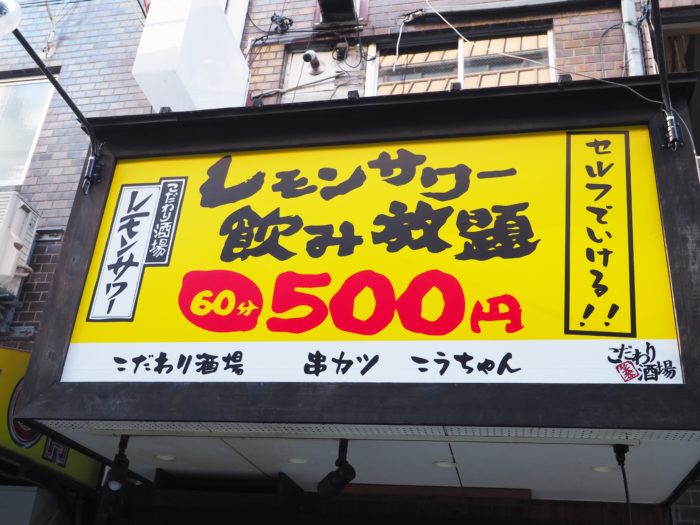 こだわり酒場
レモンサワー
レモンサワー
飲み放題
60分500円
セルフでいける!!
こだわり酒場 串カツ こうちゃん
こだわり
酒場